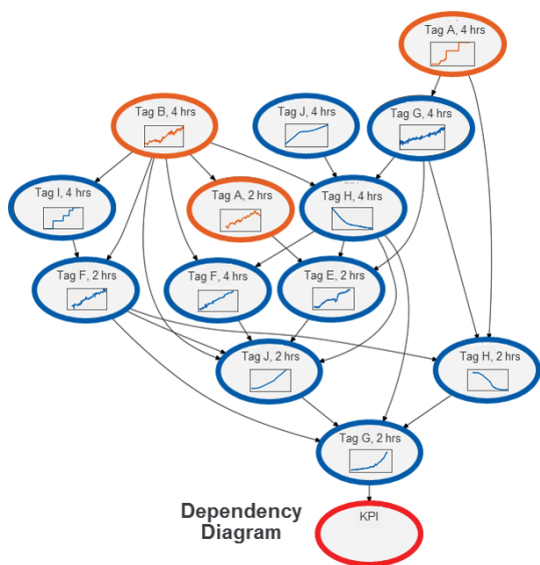 Tag A, 4 hrs
Tag B, 4 hrs
Tag J, 4 hrs
Tag G, 4 hrs
Tag I, 4 hrs
Tag A, 2 hrs
Tag H, 4 hrs
Tag F, 2 hrs
Tag F, 4 hrs
Tag E, 2 hrs
Tag J, 2 hrs
Tag H, 2 hrs
Tag G, 2 hrs
Dependency
Diagram
KPI